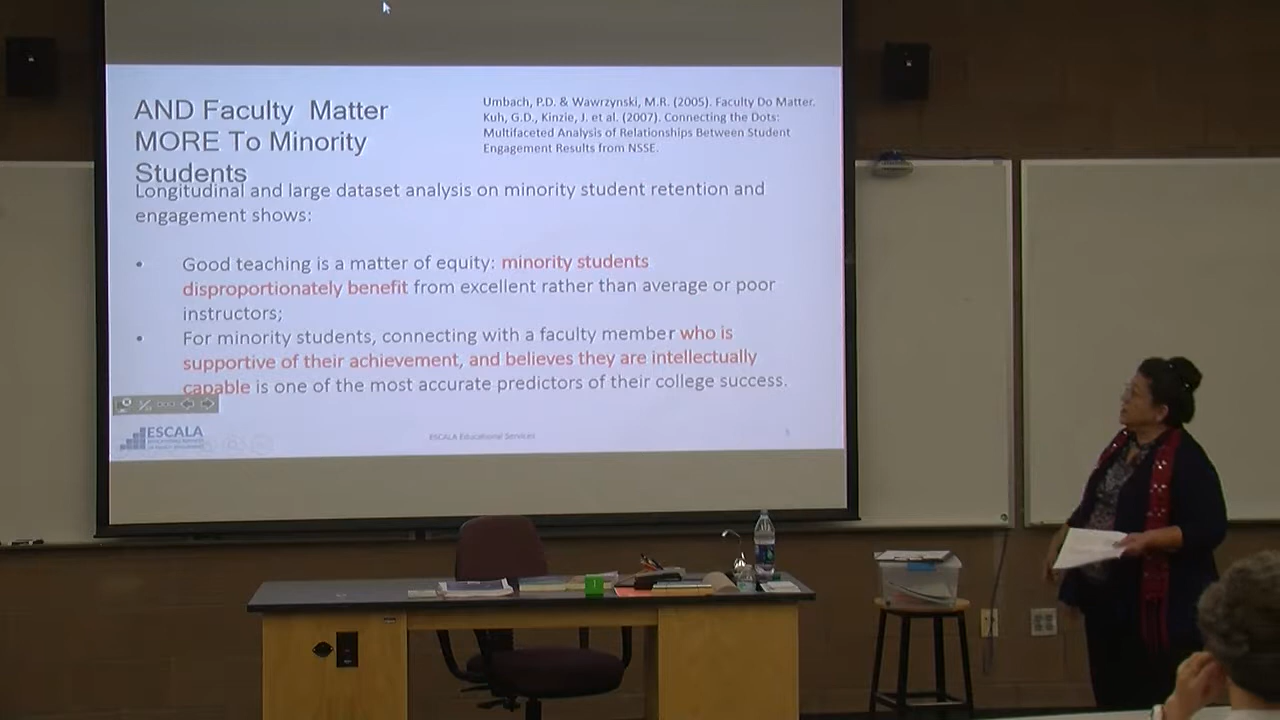 AND Faculty Matter
MORE To Minority
Students
Umbach, P.D. & Wawrzynski, M.R. (2005). Faculty Do Matter.
Kuh, G.D., Kinzie, J. et al. (2007). Connecting the Dots:
Multifaceted Analysis of Relationships Between Student
Engagement Results from NSSE.
Longitudinal and large dataset analysis on minority student retention and
engagement shows:
• Good teaching is a matter of equity: minority students
disproportionately benefit from excellent rather than average or poor
instructors;
• For minority students, connecting with a faculty member who is
supportive of their achievement, and believes they are intellectually
capable is one of the most accurate predictors of their college success.
ESCALA
ESCALA Educational Services